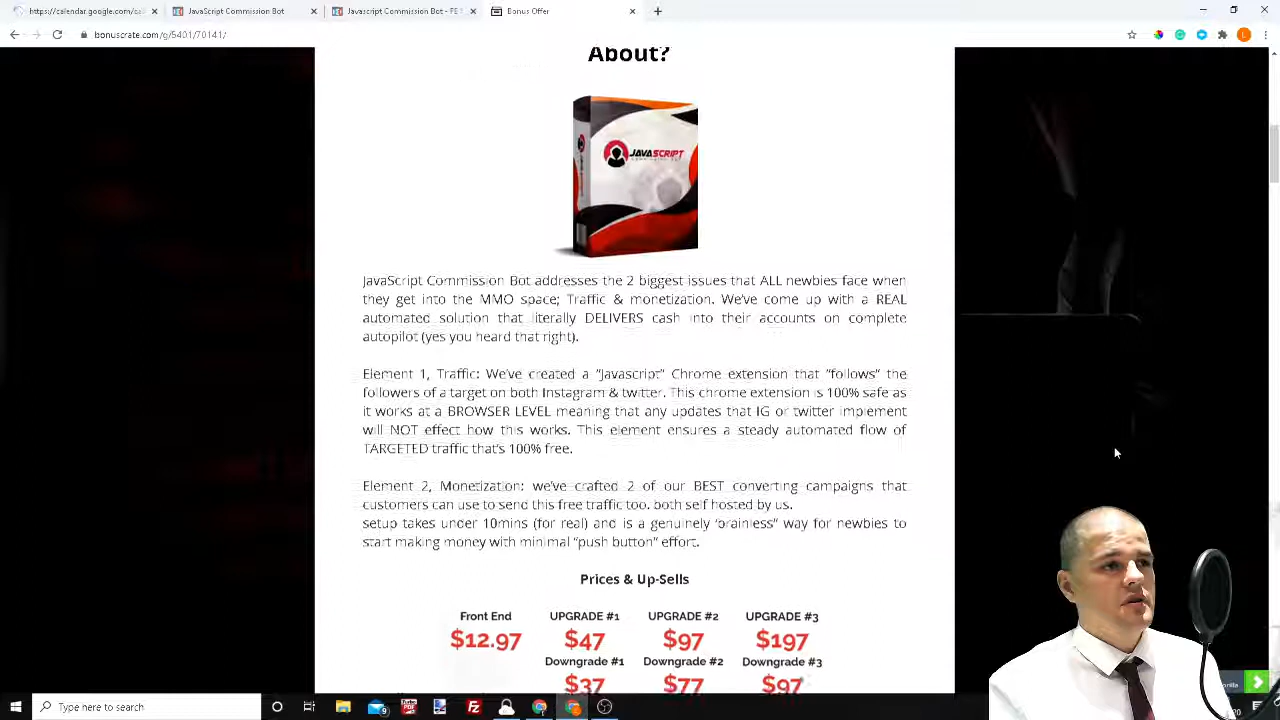 https://calendar.google.com/ca
JavaScript Commission Bot
Javascript Commission Bot - FE
Bonus Offer
bonuscrate.com/g/5401/70141/
L
About?
JAVASCRIPT
JavaScript Commission Bot addresses the 2 biggest issues that ALL newbies face when
they get into the MMO space; Traffic & monetization. We've come up with a REAL
automated solution that literally DELIVERS cash into their accounts on complete
autopilot (yes you heard that right).
Element 1, Traffic: We've created a "Javascript" Chrome extension that "follows" the
followers of a target on both Instagram & twitter. This chrome extension is 100% safe as
it works at a BROWSER LEVEL meaning that any updates that IG or twitter implement
will NOT effect how this works. This element ensures a steady automated flow of
TARGETED traffic that's 100% free.
Element 2, Monetization: we've crafted 2 of our BEST converting campaigns that
customers can use to send this free traffic too. both self hosted by us.
setup takes under 10mins (for real) and is a genuinely 'brainless" way for newbies to
start making money with minimal "push button" effort.
Prices & Up-Sells
Front End UPGRADE #1 UPGRADE #2 UPGRADE #3
$12.97 $47 $97 $197
Downgrade #1 Downgrade #2 Downgrade #3
$37 $77 $97
Type here to search